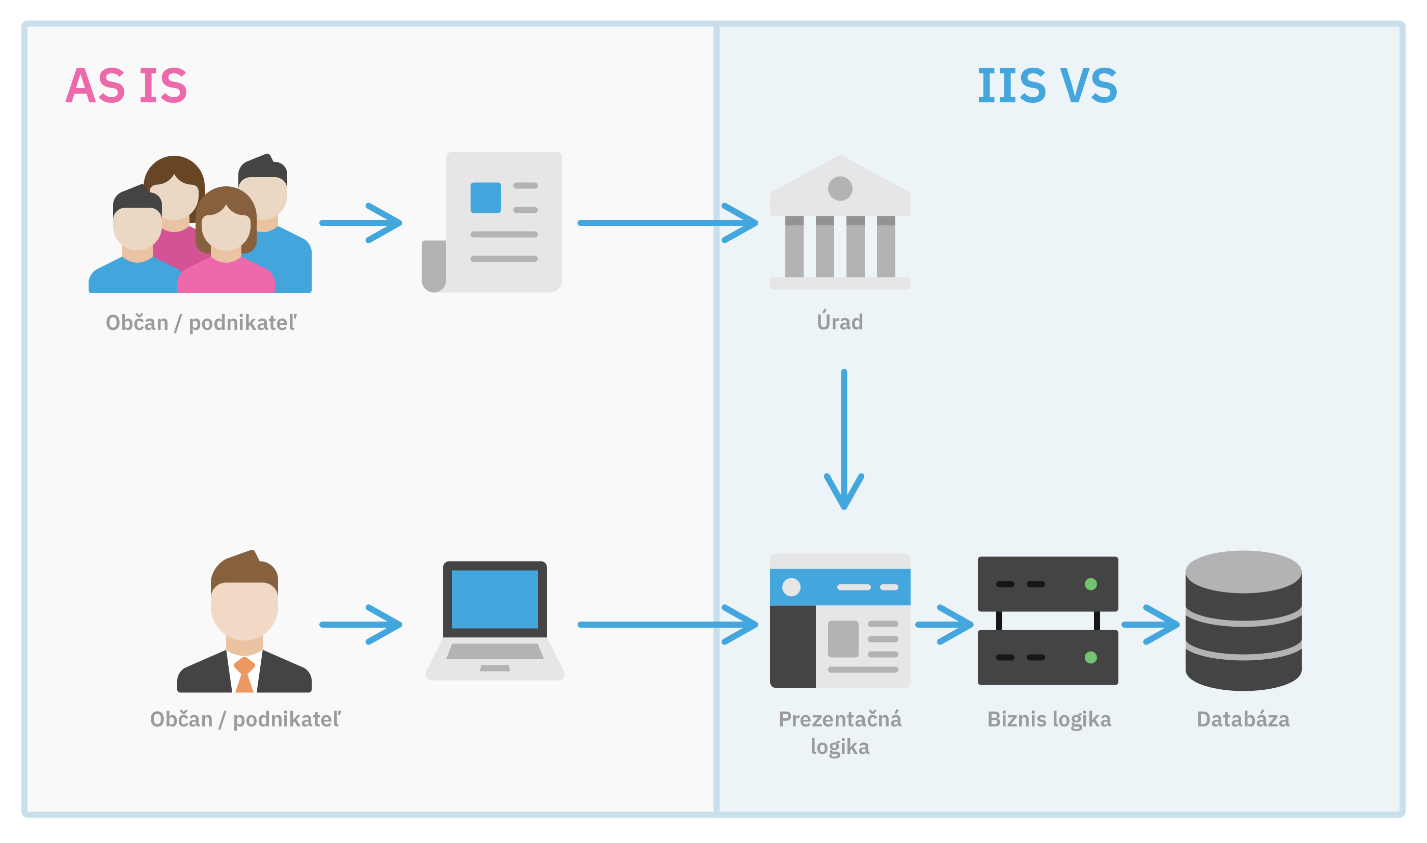 AS IS
IIS VS
Občan / podnikateľ
Úrad
Občan / podnikateľ
Prezentačná
logika
Biznis logika
Databáza